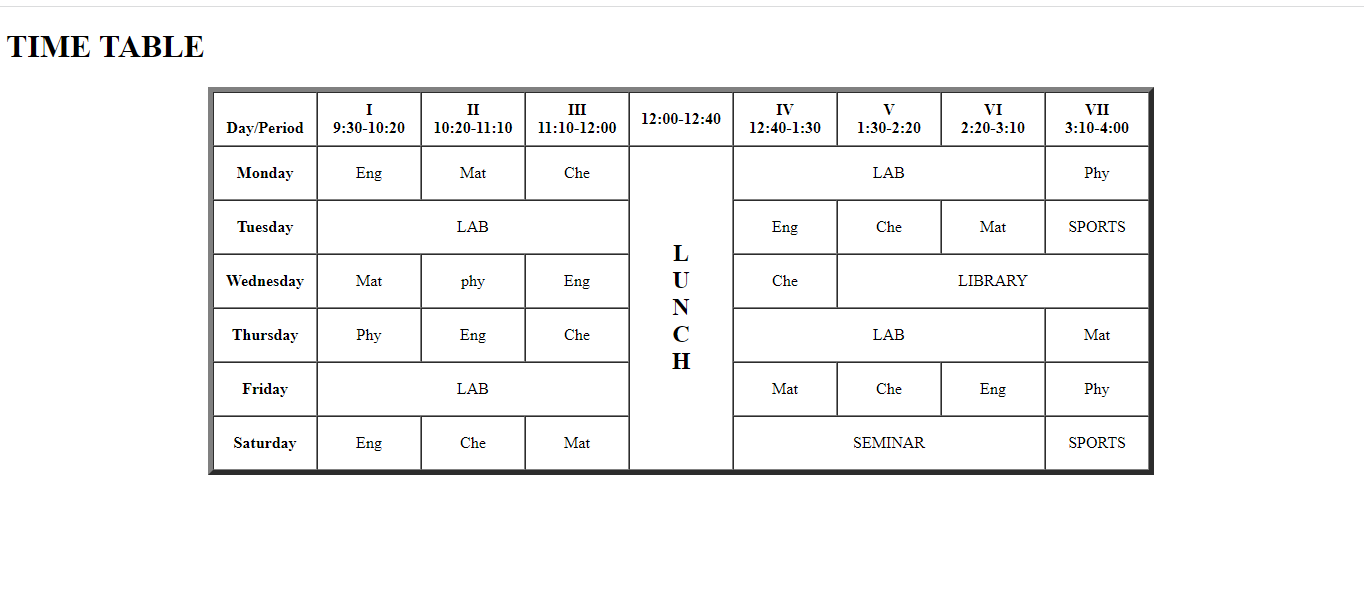 TIME TABLE
Day/Period I 9:30-10:20 II 10:20-11:10 III 11:10-12:00 12:00-12:40 IV 12:40-1:30 V 1:30-2:20 VI 2:20-3:10 VII 3:10-4:00
Monday Eng Mat Che LAB Phy
Tuesday LAB Eng Che Mat SPORTS
L
U
N
C
H
Wednesday Mat phy Eng Che LIBRARY
Thursday Phy Eng Che LAB Mat
Friday LAB Mat Che Eng Phy
Saturday Eng Che Mat SEMINAR SPORTS